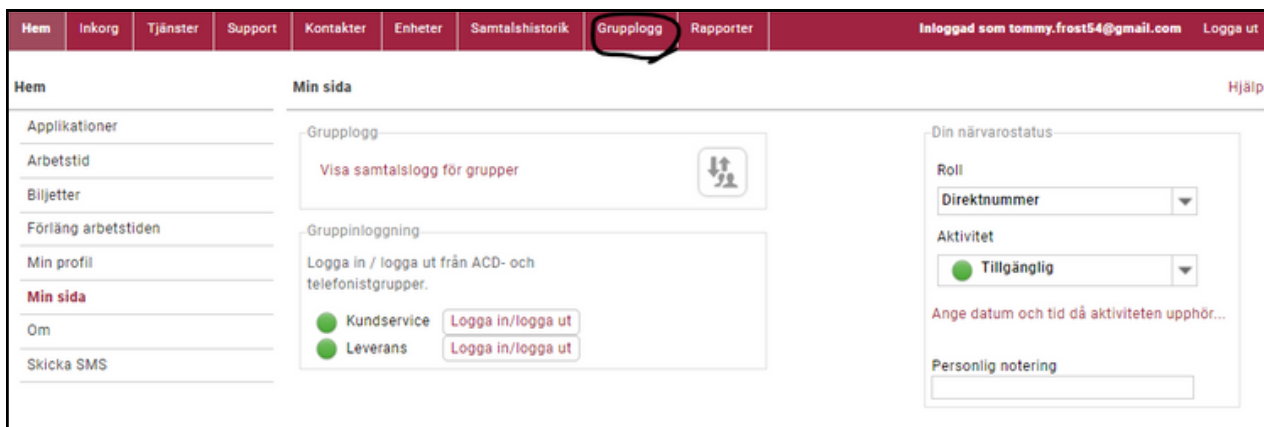 Hem Inkorg Tjänster Support Kontakter Enheter Samtalshistorik Grupplogg Rapporter Inloggad som tommy.frost54@gmail.com Logga ut
Hem
Applikationer
Arbetstid
Biljetter
Förläng arbetstiden
Min profil
Min sida
Om
Skicka SMS
Min sida
Hjälp
Grupplogg
Visa samtalslogg för grupper
Gruppinloggning
Logga in / logga ut från ACD- och
telefonistgrupper.
Kundservice Logga in/logga ut
Leverans Logga in/logga ut
Din närvarostatus
Roll
Direktnummer
Aktivitet
Tillgänglig
Ange datum och tid då aktiviteten upphör...
Personlig notering